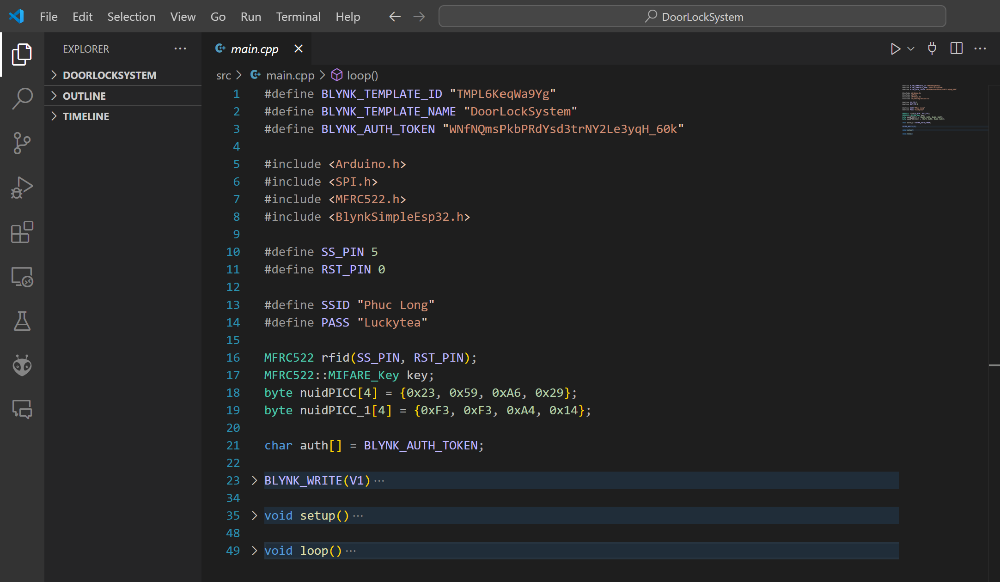 File Edit Selection View Go Run Terminal Help DoorLockSystem
EXPLORER
DOORLOCKSYSTEM
OUTLINE
TIMELINE
main.cpp
src > main.cpp > loop()
1 #define BLYNK_TEMPLATE_ID "TMPL6KeqWa9Yg"
2 #define BLYNK_TEMPLATE_NAME "DoorLockSystem"
3 #define BLYNK_AUTH_TOKEN "WNfNQmsPkbPRdYsd3trNY2Le3yqH_60k"
4
5 #include <Arduino.h>
6 #include <SPI.h>
7 #include <MFRC522.h>
8 #include <BlynkSimpleEsp32.h>
9
10 #define SS_PIN 5
11 #define RST_PIN 0
12
13 #define SSID "Phuc Long"
14 #define PASS "Luckytea"
15
16 MFRC522 rfid(SS_PIN, RST_PIN);
17 MFRC522::MIFARE_Key key;
18 byte nuidPICC[4] = {0x23, 0x59, 0xA6, 0x29};
19 byte nuidPICC_1[4] = {0xF3, 0xF3, 0xA4, 0x14};
20
21 char auth[] = BLYNK_AUTH_TOKEN;
22
23 BLYNK_WRITE(V1)···
34
35 void setup()···
48
49 void loop()···